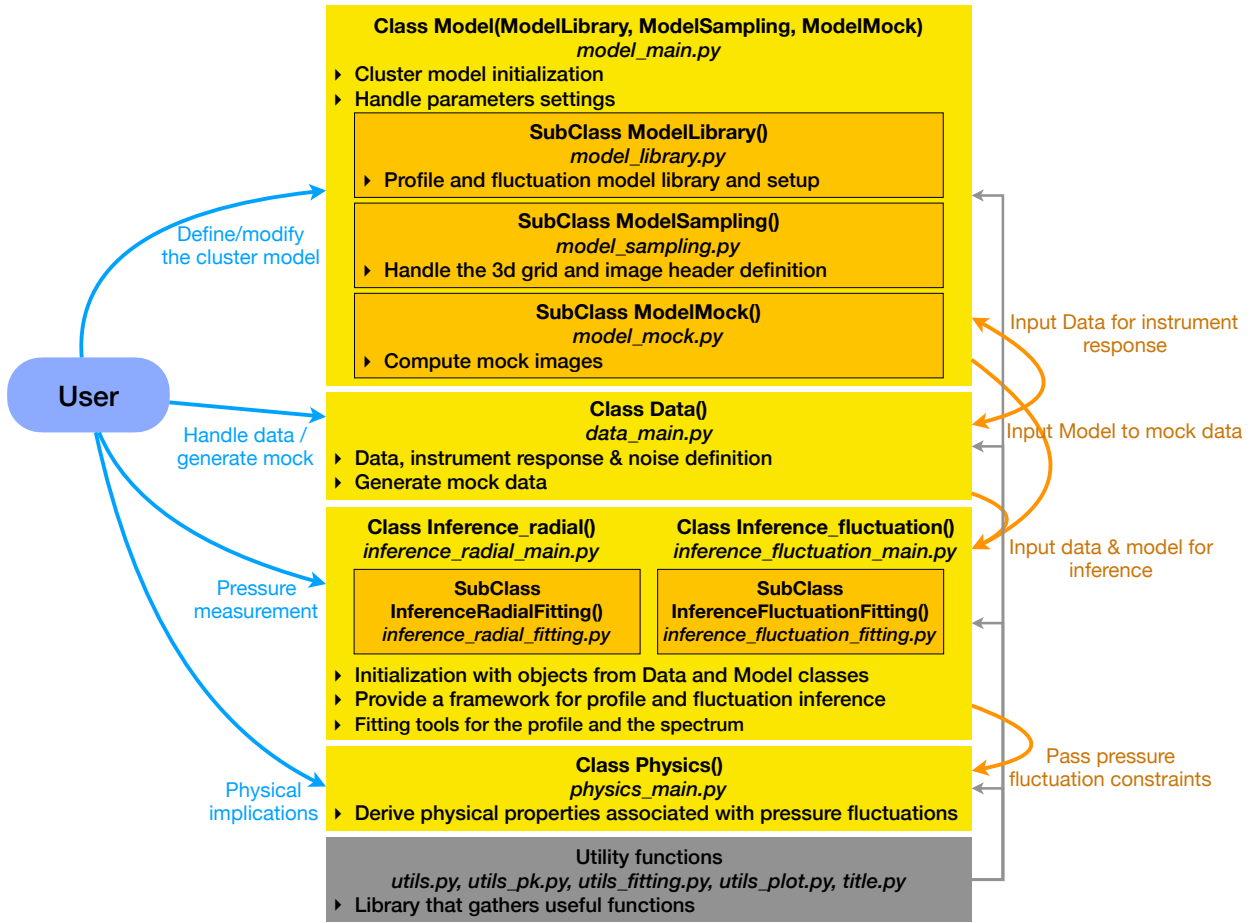 Class Model(ModelLibrary, ModelSampling, ModelMock)
model_main.py
‣ Cluster model initialization
‣ Handle parameters settings
SubClass ModelLibrary()
model_library.py
‣ Profile and fluctuation model library and setup
SubClass ModelSampling()
model_sampling.py
‣ Handle the 3d grid and image header definition
SubClass ModelMock()
model_mock.py
‣ Compute mock images
Define/modify
the cluster model
User
Handle data /
generate mock
Pressure
measurement
Physical
implications
Class Data()
data_main.py
‣ Data, instrument response & noise definition
‣ Generate mock data
Class Inference_radial()
inference_radial_main.py
SubClass
InferenceRadialFitting()
inference_radial_fitting.py
Class Inference_fluctuation()
inference_fluctuation_main.py
SubClass
InferenceFluctuationFitting()
inference_fluctuation_fitting.py
‣ Initialization with objects from Data and Model classes
‣ Provide a framework for profile and fluctuation inference
‣ Fitting tools for the profile and the spectrum
Class Physics()
physics_main.py
‣ Derive physical properties associated with pressure fluctuations
Utility functions
utils.py, utils_pk.py, utils_fitting.py, utils_plot.py, title.py
‣ Library that gathers useful functions
Input Data for instrument
response
Input Model to mock data
Input data & model for
inference
Pass pressure
fluctuation constraints